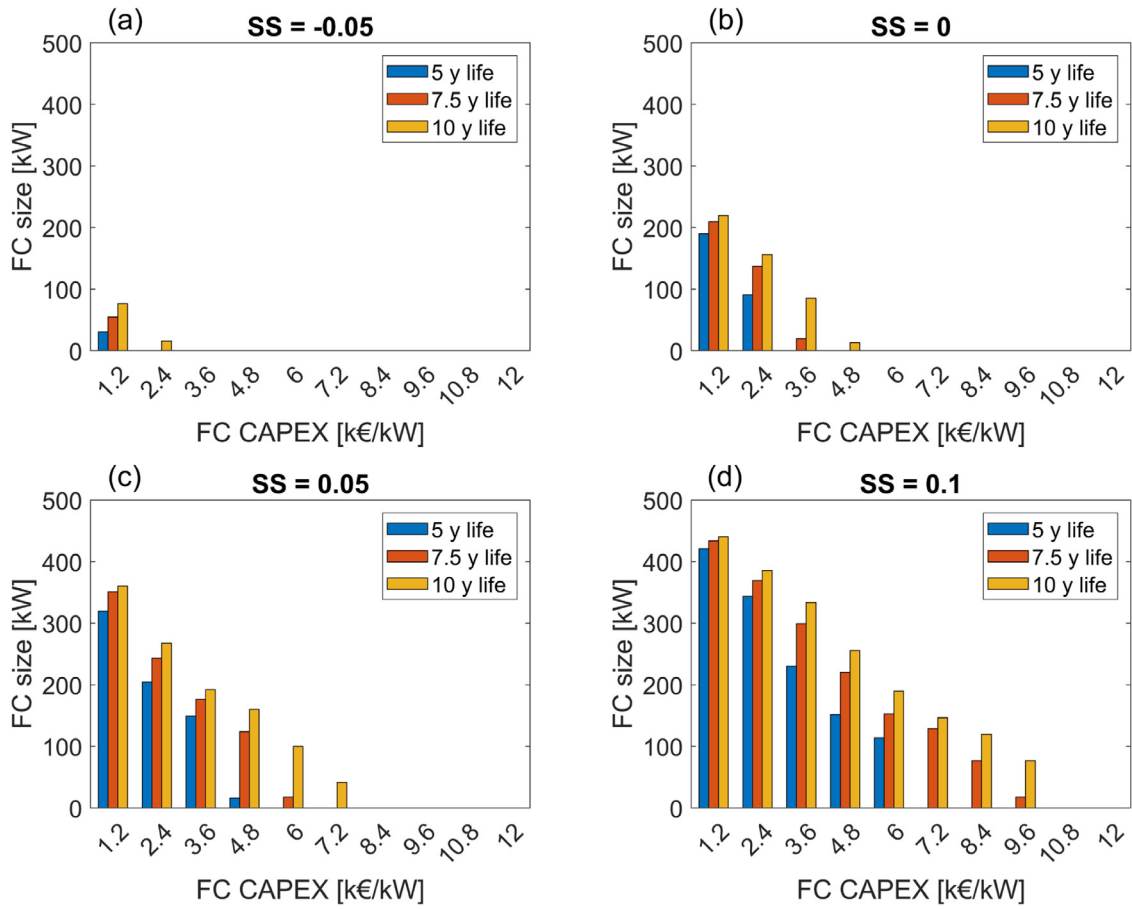 (a)
SS = -0.05
500
400
300
200
100
0
FC size [kW]
5 y life
7.5 y life
10 y life
1.2
2.4
3.6
4.8
6
7.2
8.4
9.6
10.8
12
FC CAPEX [k€/kW]
(b)
SS = 0
500
400
300
200
100
0
FC size [kW]
5 y life
7.5 y life
10 y life
1.2
2.4
3.6
4.8
6
7.2
8.4
9.6
10.8
12
FC CAPEX [k€/kW]
(c)
SS = 0.05
500
400
300
200
100
0
FC size [kW]
5 y life
7.5 y life
10 y life
1.2
2.4
3.6
4.8
6
7.2
8.4
9.6
10.8
12
FC CAPEX [k€/kW]
(d)
SS = 0.1
500
400
300
200
100
0
FC size [kW]
5 y life
7.5 y life
10 y life
1.2
2.4
3.6
4.8
6
7.2
8.4
9.6
10.8
12
FC CAPEX [k€/kW]